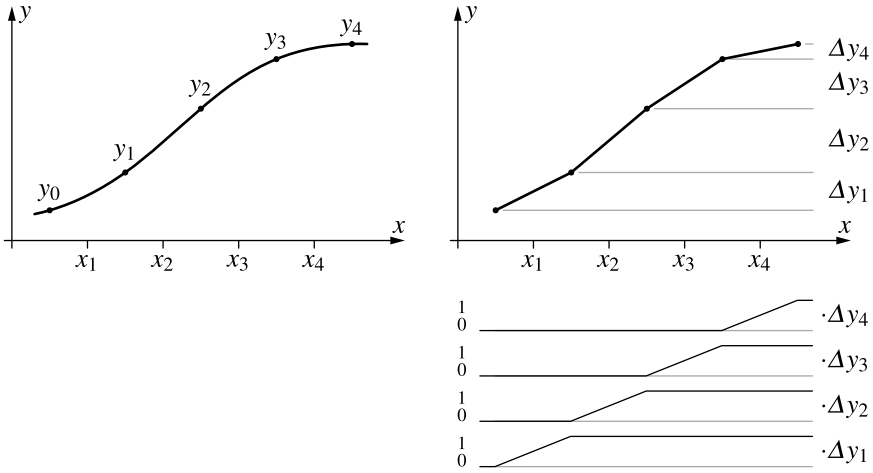 y
y₀
y₁
y₂
y₃
y₄
x
x₁ x₂ x₃ x₄
y
Δy₄
Δy₃
Δy₂
Δy₁
x
x₁ x₂ x₃ x₄
1
0
·Δy₄
1
0
·Δy₃
1
0
·Δy₂
1
0
·Δy₁